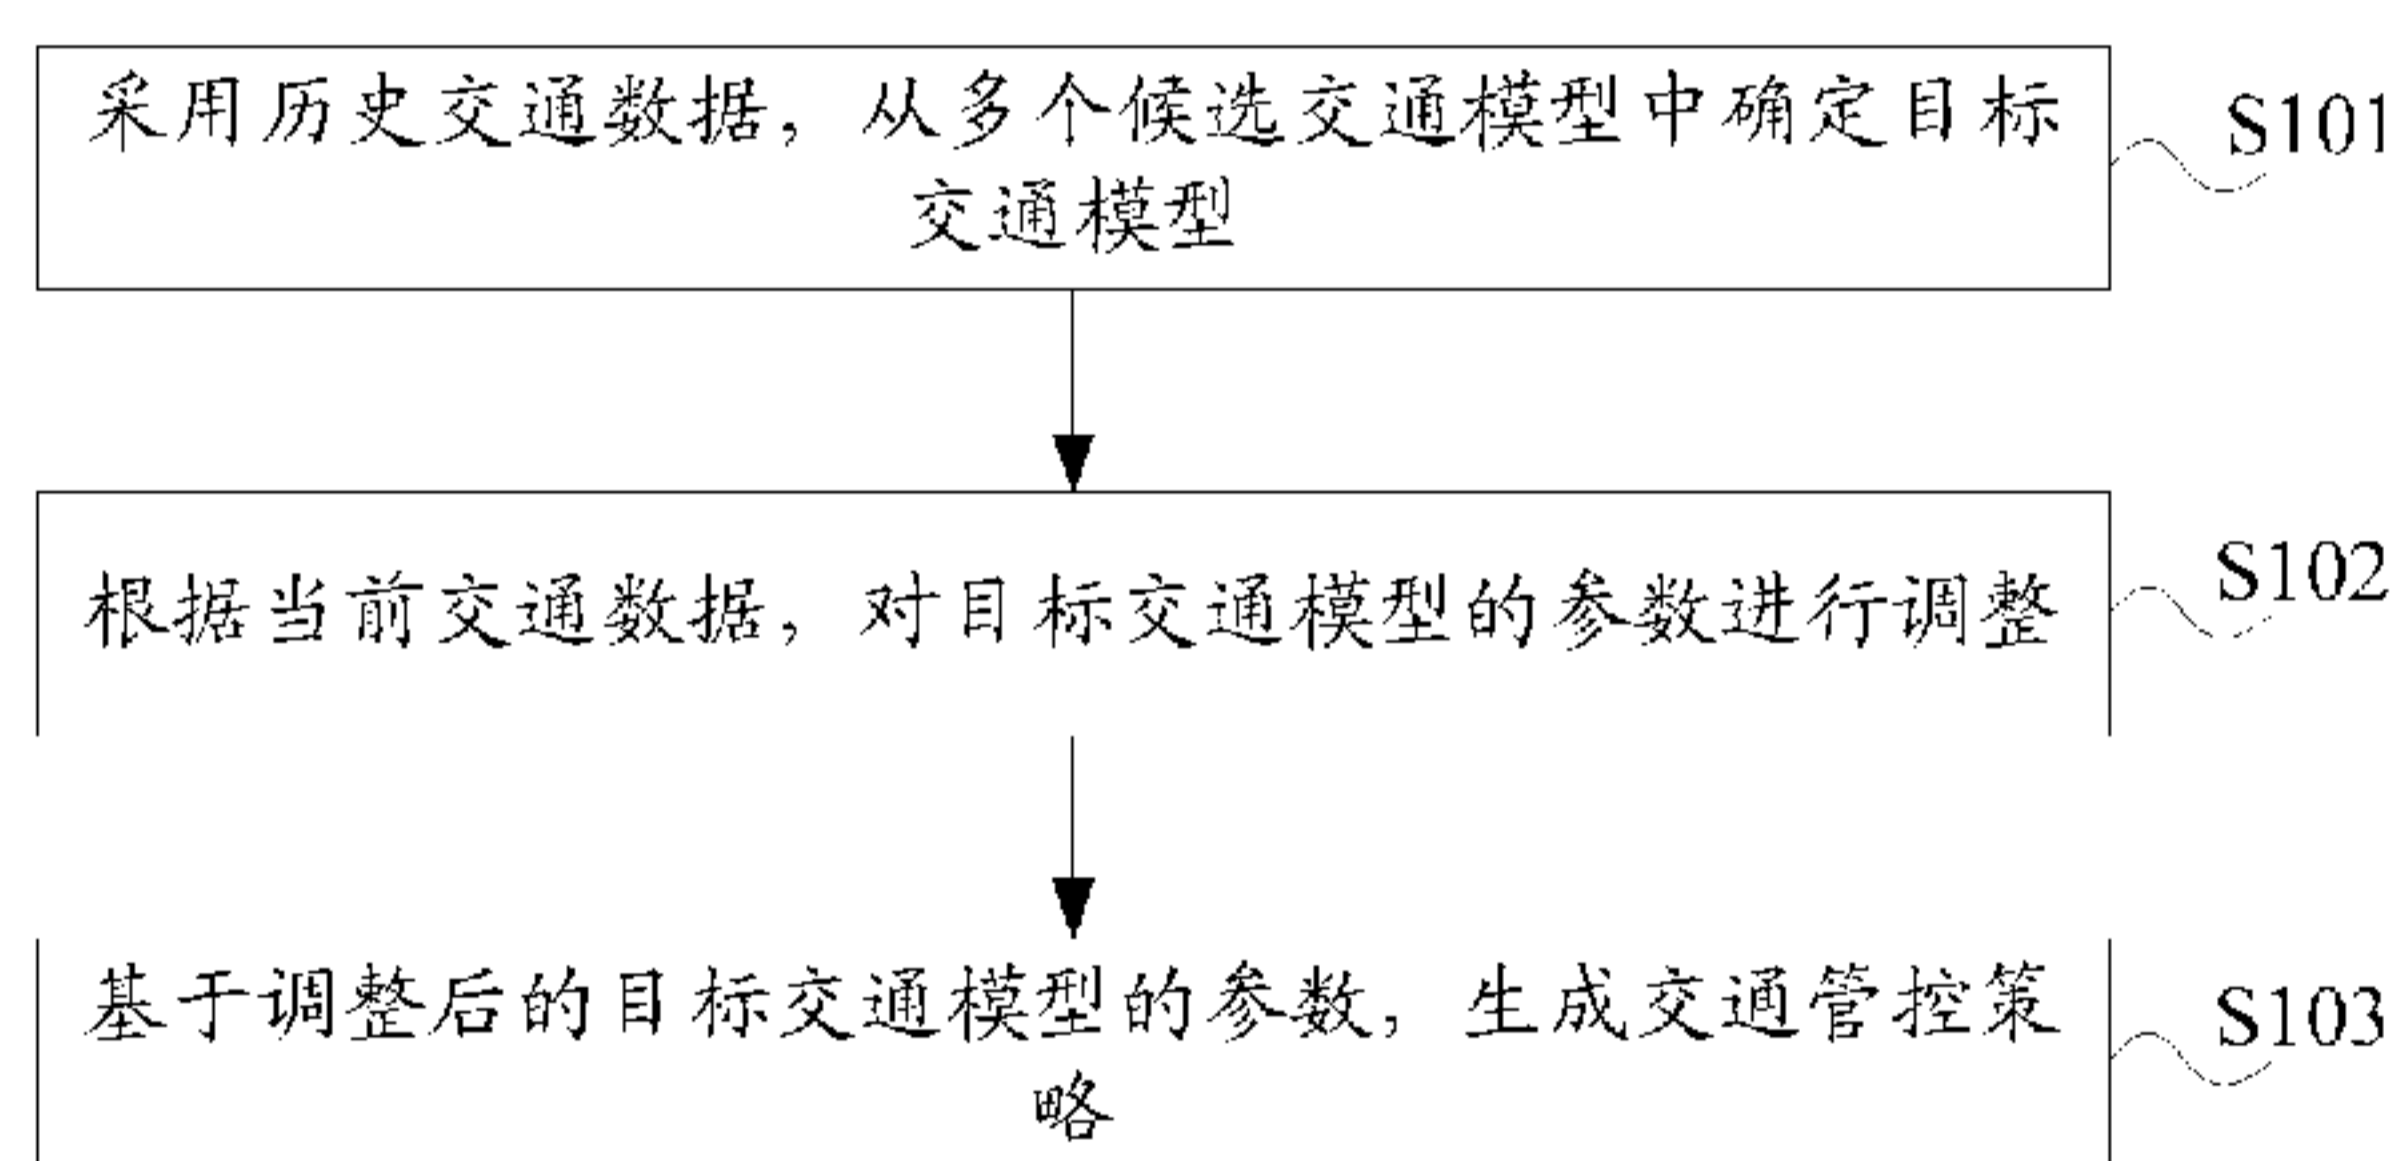 采用历史交通数据，从多个候选交通模型中确定目标
交通模型
S101
根据当前交通数据，对目标交通模型的参数进行调整
S102
基于调整后的目标交通模型的参数，生成交通管控策
略
S103